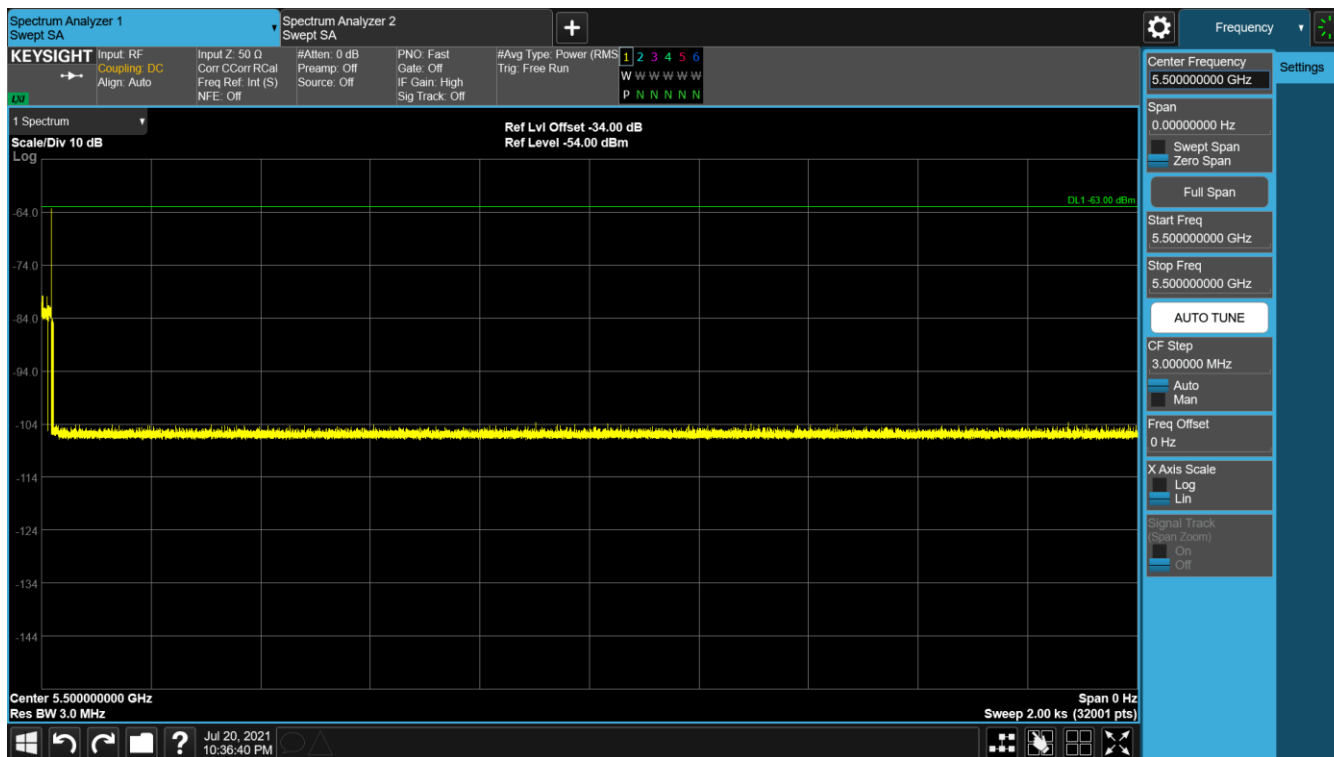 Spectrum Analyzer 1
Swept SA
Spectrum Analyzer 2
Swept SA
Frequency
KEYSIGHT
LXI
Input: RF
Coupling: DC
Align: Auto
Input Z: 50 Ω
Corr CCorr RCal
Freq Ref: Int (S)
NFE: Off
#Atten: 0 dB
Preamp: Off
Source: Off
PNO: Fast
Gate: Off
IF Gain: High
Sig Track: Off
#Avg Type: Power (RMS
Trig: Free Run
1 2 3 4 5 6
W W W W W W
P N N N N N
1 Spectrum
Scale/Div 10 dB
Log
Ref Lvl Offset -34.00 dB
Ref Level -54.00 dBm
DL1 -63.00 dBm
-64.0
-74.0
-84.0
-94.0
-104
-114
-124
-134
-144
Center 5.500000000 GHz
Res BW 3.0 MHz
Span 0 Hz
Sweep 2.00 ks (32001 pts)
Jul 20, 2021
10:36:40 PM
Center Frequency
5.500000000 GHz
Settings
Span
0.00000000 Hz
Swept Span
Zero Span
Full Span
Start Freq
5.500000000 GHz
Stop Freq
5.500000000 GHz
AUTO TUNE
CF Step
3.000000 MHz
Auto
Man
Freq Offset
0 Hz
X Axis Scale
Log
Lin
Signal Track
(Span Zoom)
On
Off